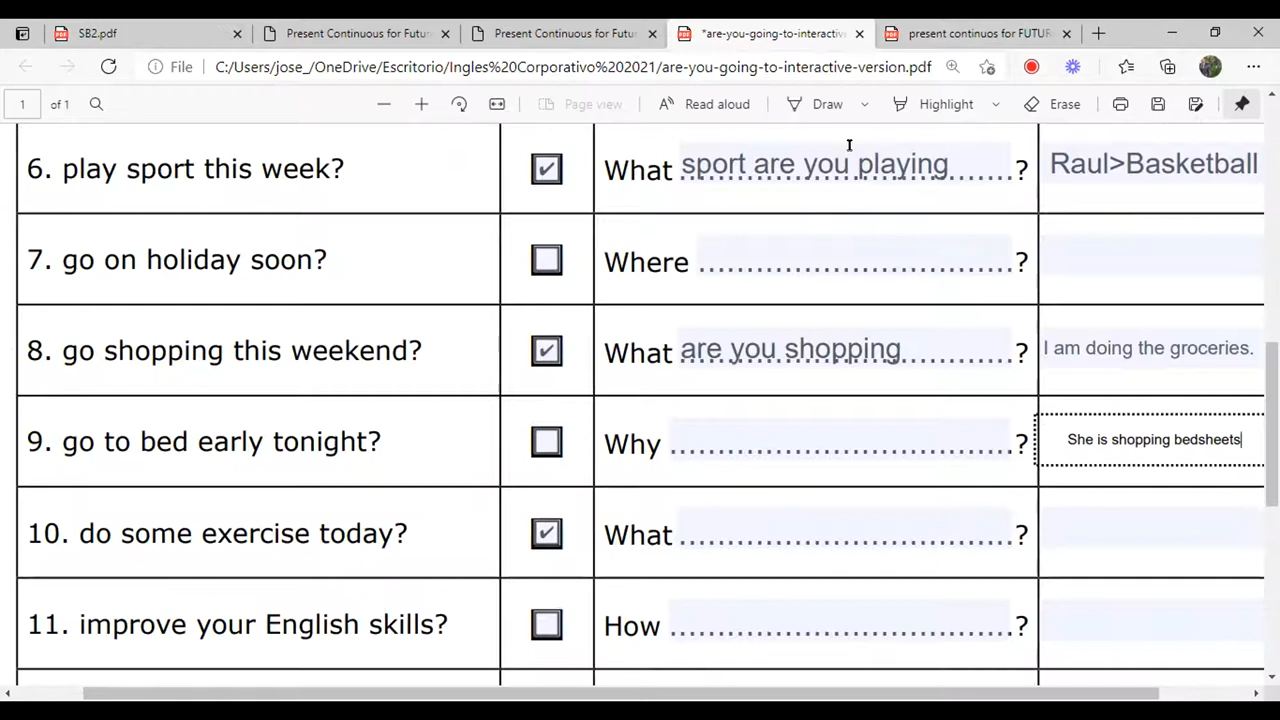 SB2.pdf
Present Continuous for Futur
Present Continuous for Futur
*are-you-going-to-interactive
present continuos for FUTUR
File C:/Users/jose_/OneDrive/Escritorio/Ingles%20Corporativo%202021/are-you-going-to-interactive-version.pdf
1 of 1 Page view Read aloud Draw Highlight Erase
6. play sport this week? What sport are you playing ? Raul>Basketball
7. go on holiday soon? Where ........ ?
8. go shopping this weekend? What are you shopping ? I am doing the groceries.
9. go to bed early tonight? Why ........ ? She is shopping bedsheets
10. do some exercise today? What ........ ?
11. improve your English skills? How ........ ?